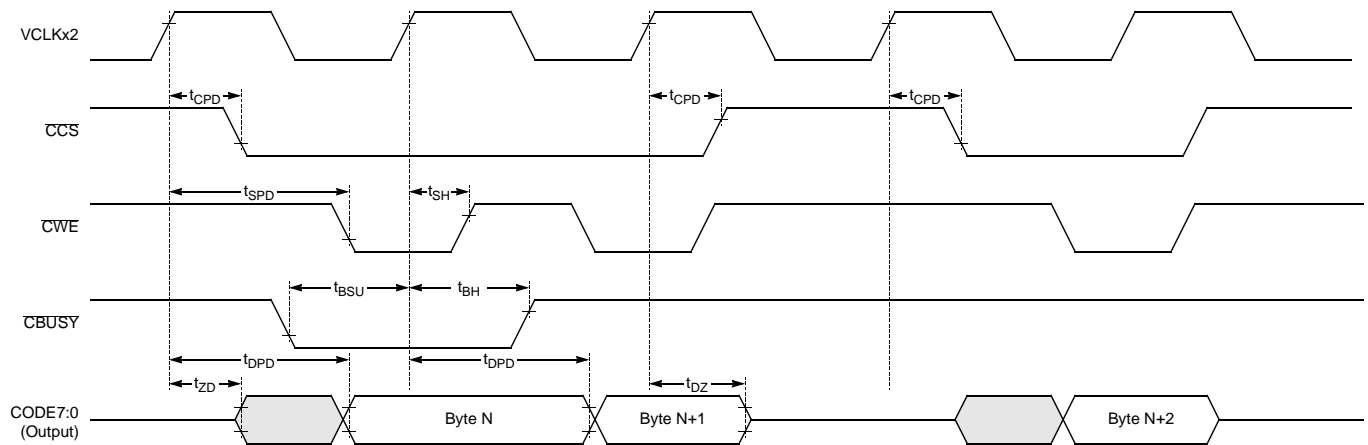 VCLKx2
tCPD tCPD tCPD
CCS
tSPD tSH
CWE
tBSU tBH
CBUSY
tDPD tDPD
tZD tDZ
CODE7:0
(Output)
Byte N Byte N+1 Byte N+2